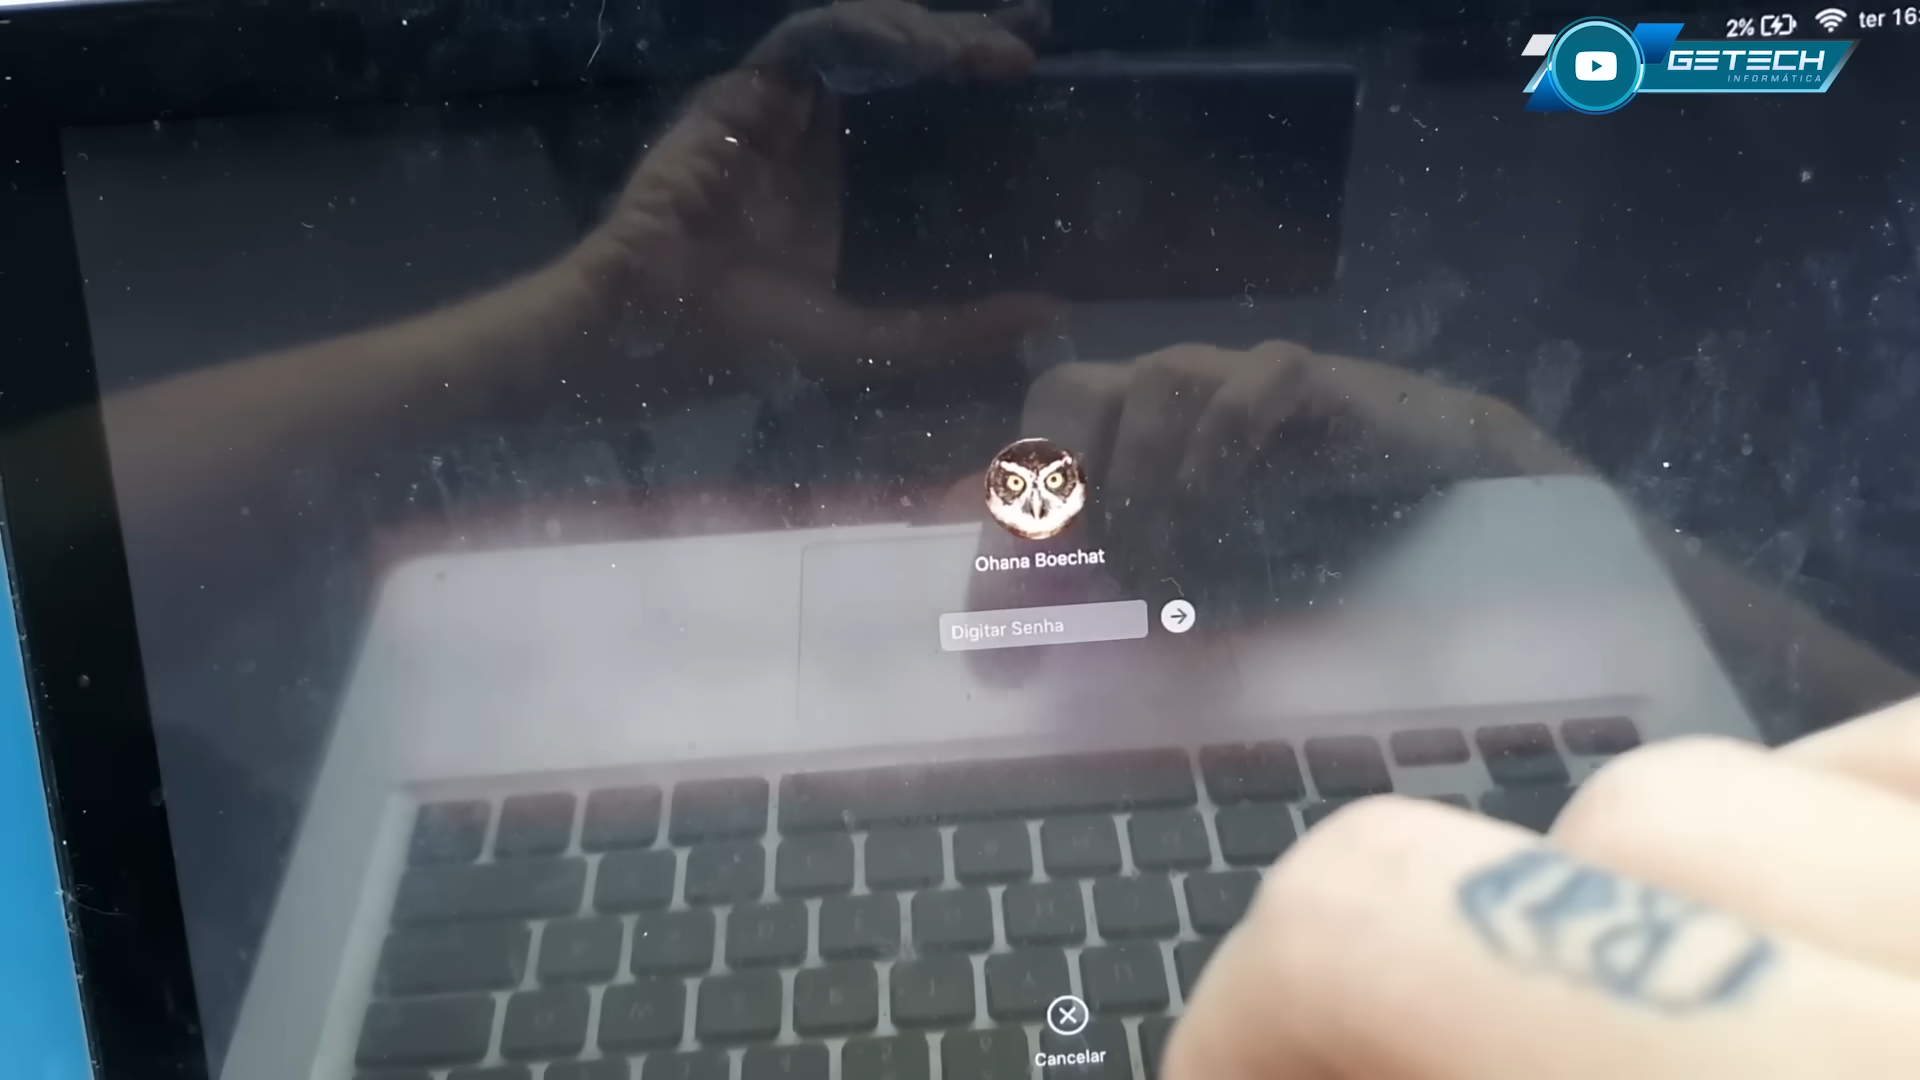 2% ter 16
GETECH
INFORMÁTICA
Ohana Boechat
Digitar Senha
Cancelar